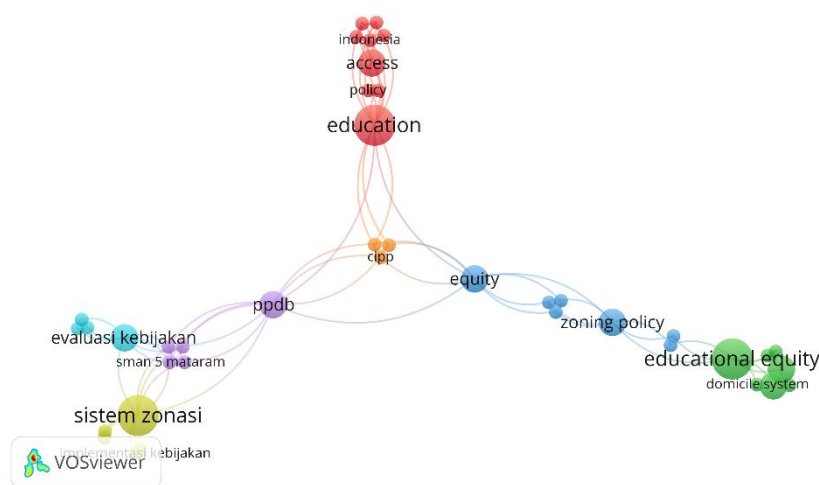 indonesia
access
policy
education
cipp
equity
ppdb
zoning policy
evaluasi kebijakan
sman 5 mataram
educational equity
domicile system
sistem zonasi
implementasi kebijakan
VOSviewer